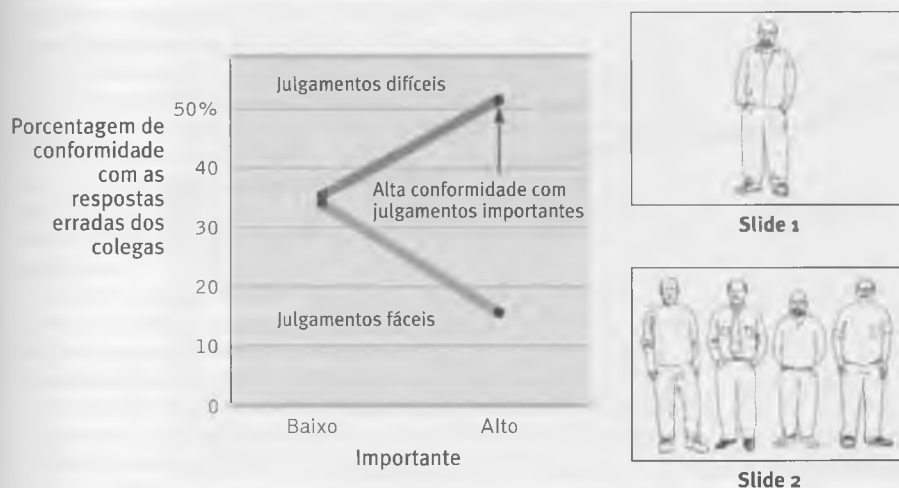 Porcentagem de
conformidade
com as
respostas
erradas dos
colegas
Julgamentos difíceis
50%
40
30
20
10
0
Alta conformidade com
julgamentos importantes
Julgamentos fáceis
Baixo
Alto
Importante
Slide 1
Slide 2